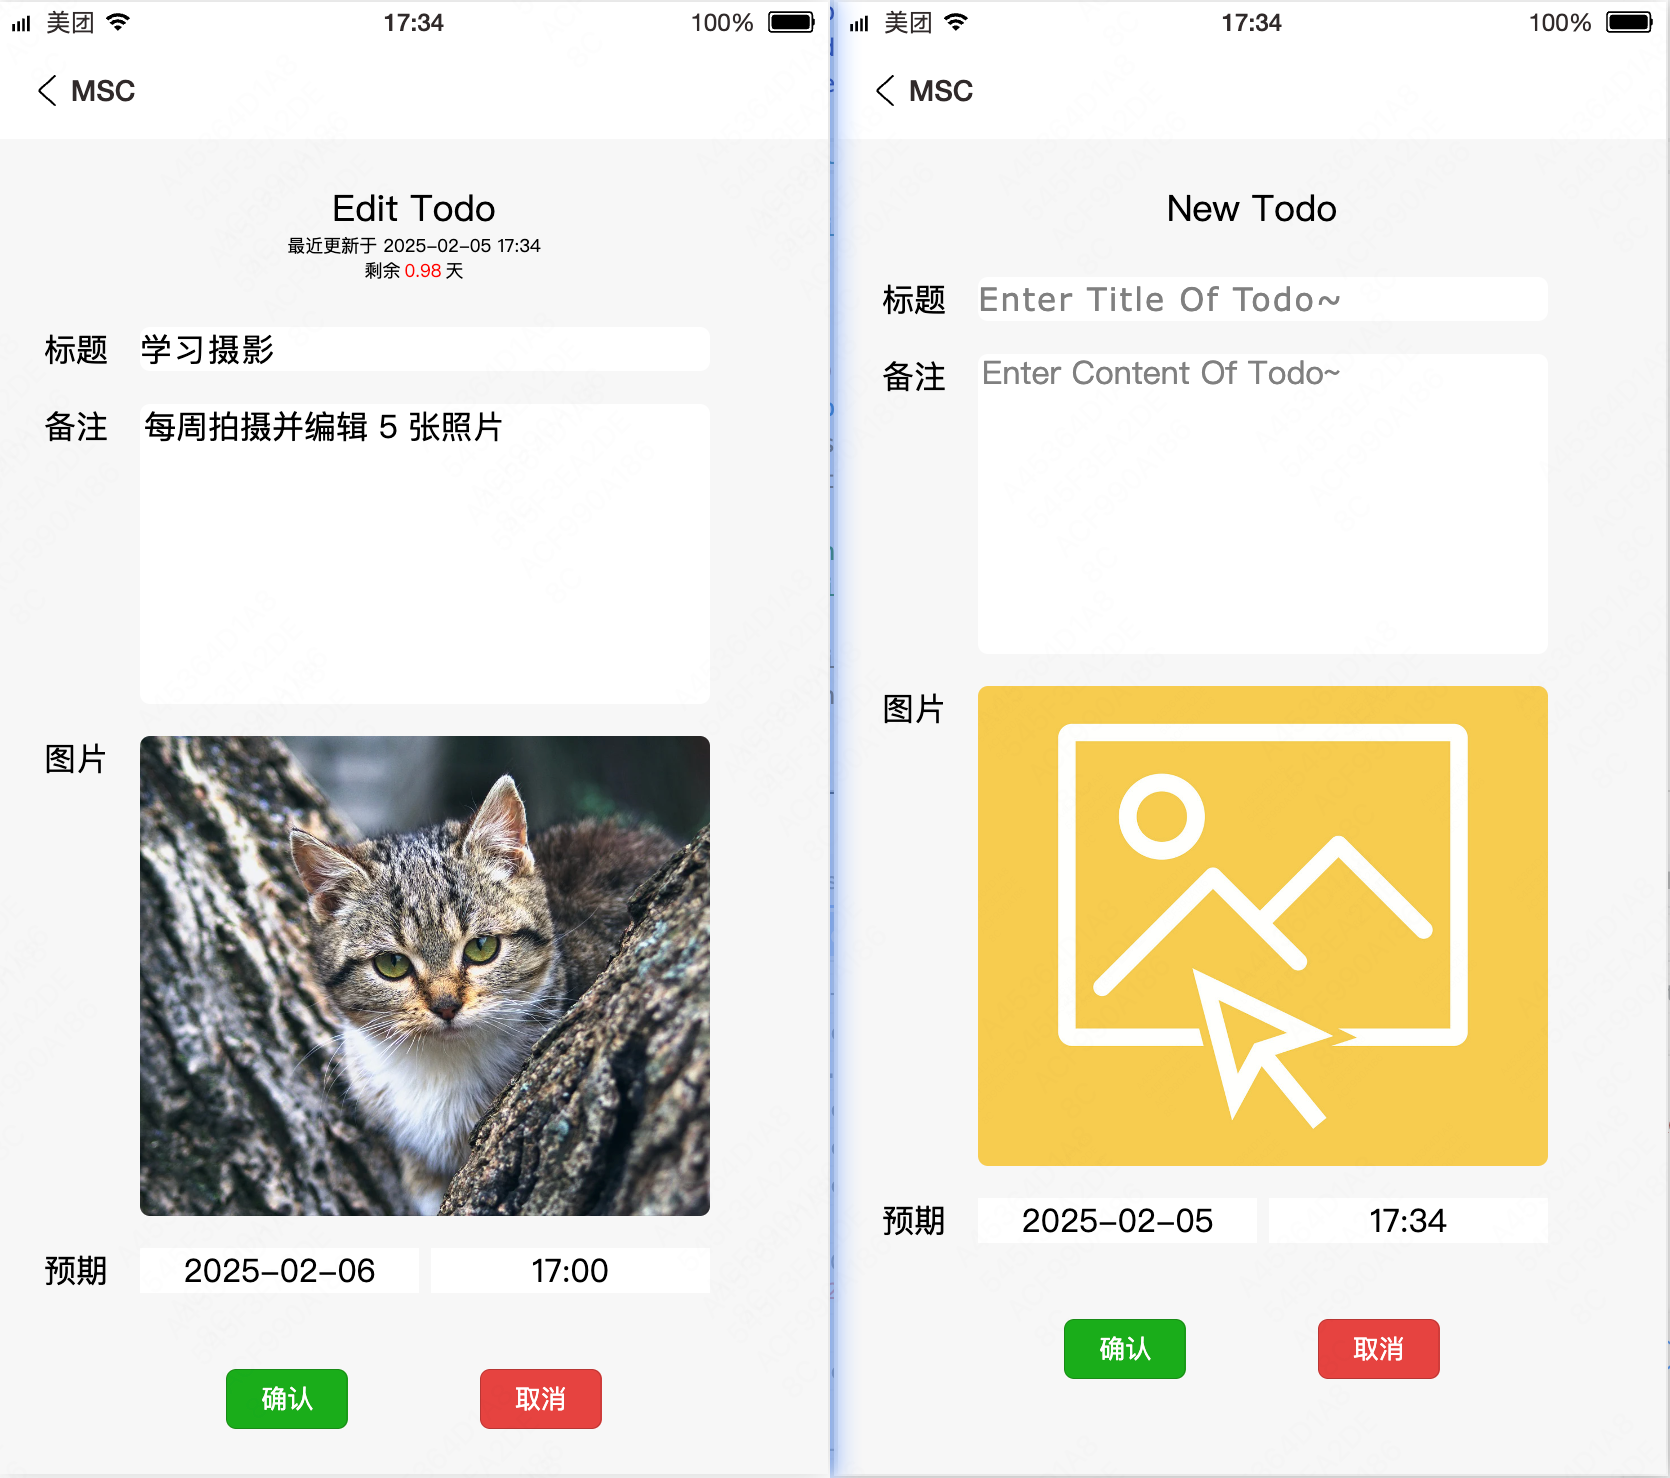 美团 17:34 100%
MSC
Edit Todo
最近更新于 2025-02-05 17:34
剩余 0.98 天
标题 学习摄影
备注 每周拍摄并编辑 5 张照片
图片
预期 2025-02-06 17:00
确认 取消
美团 17:34 100%
MSC
New Todo
标题 Enter Title Of Todo~
备注 Enter Content Of Todo~
图片
预期 2025-02-05 17:34
确认 取消